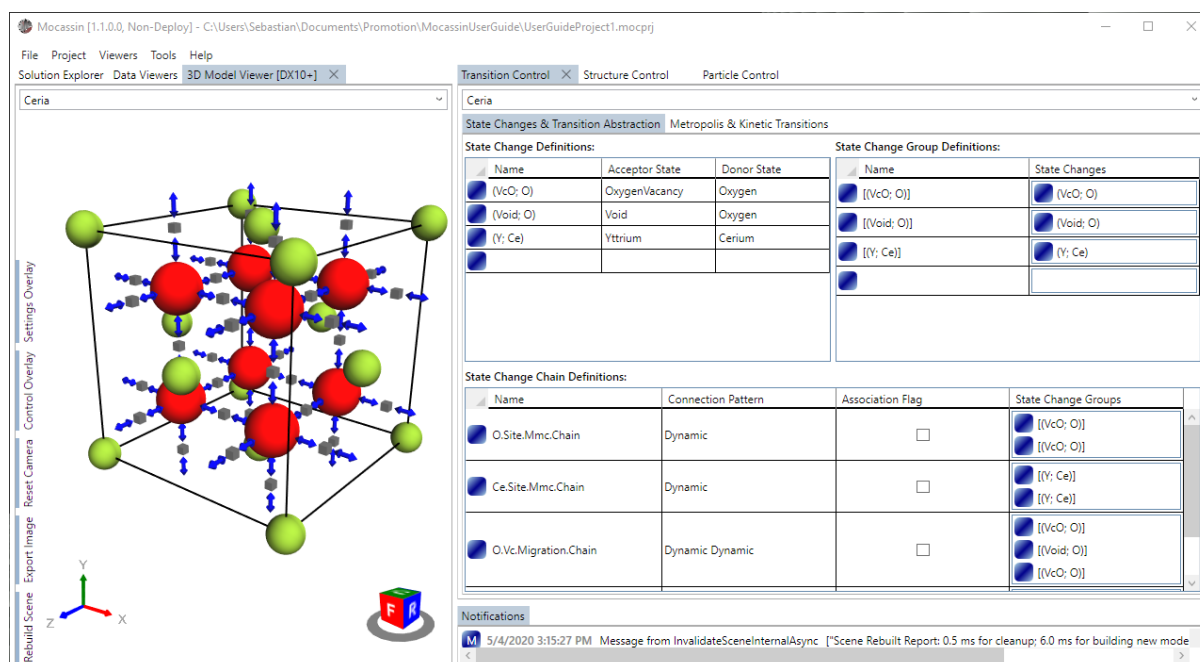 Mocassin [1.1.0.0, Non-Deploy] - C:\Users\Sebastian\Documents\Promotion\MocassinUserGuide\UserGuideProject1.mocprj
File Project Viewers Tools Help
Solution Explorer Data Viewers 3D Model Viewer [DX10+]
Ceria
Settings Overlay
Control Overlay
Reset Camera
Export Image
Rebuild Scene
Y
X
Z
F
R
Transition Control Structure Control Particle Control
Ceria
State Changes & Transition Abstraction Metropolis & Kinetic Transitions
State Change Definitions:
Name Acceptor State Donor State
(VcO; O) OxygenVacancy Oxygen
(Void; O) Void Oxygen
(Y; Ce) Yttrium Cerium
State Change Group Definitions:
Name State Changes
[(VcO; O)] (VcO; O)
[(Void; O)] (Void; O)
[(Y; Ce)] (Y; Ce)
State Change Chain Definitions:
Name Connection Pattern Association Flag State Change Groups
O.Site.Mmc.Chain Dynamic [(VcO; O)]
[(VcO; O)]
Ce.Site.Mmc.Chain Dynamic [(Y; Ce)]
[(Y; Ce)]
O.Vc.Migration.Chain Dynamic Dynamic [(VcO; O)]
[(Void; O)]
[(VcO; O)]
Notifications
M 5/4/2020 3:15:27 PM Message from InvalidateSceneInternalAsync ["Scene Rebuilt Report: 0.5 ms for cleanup; 6.0 ms for building new mode